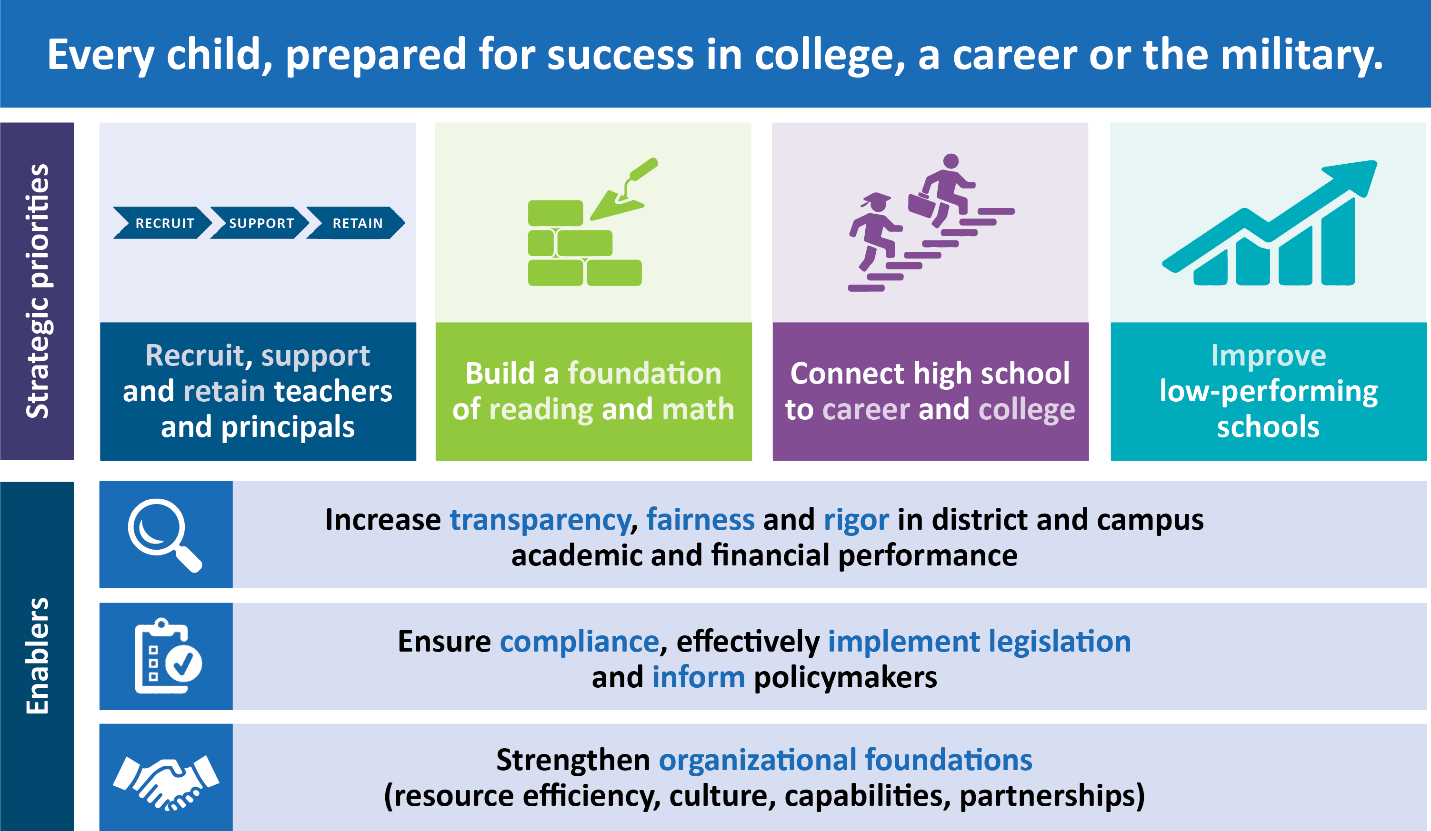 Every child, prepared for success in college, a career or the military.
Strategic priorities
RECRUIT
SUPPORT
RETAIN
Recruit, support
and retain teachers
and principals
Build a foundation
of reading and math
Connect high school
to career and college
Improve
low-performing
schools
Enablers
Increase transparency, fairness and rigor in district and campus
academic and financial performance
Ensure compliance, effectively implement legislation
and inform policymakers
Strengthen organizational foundations
(resource efficiency, culture, capabilities, partnerships)